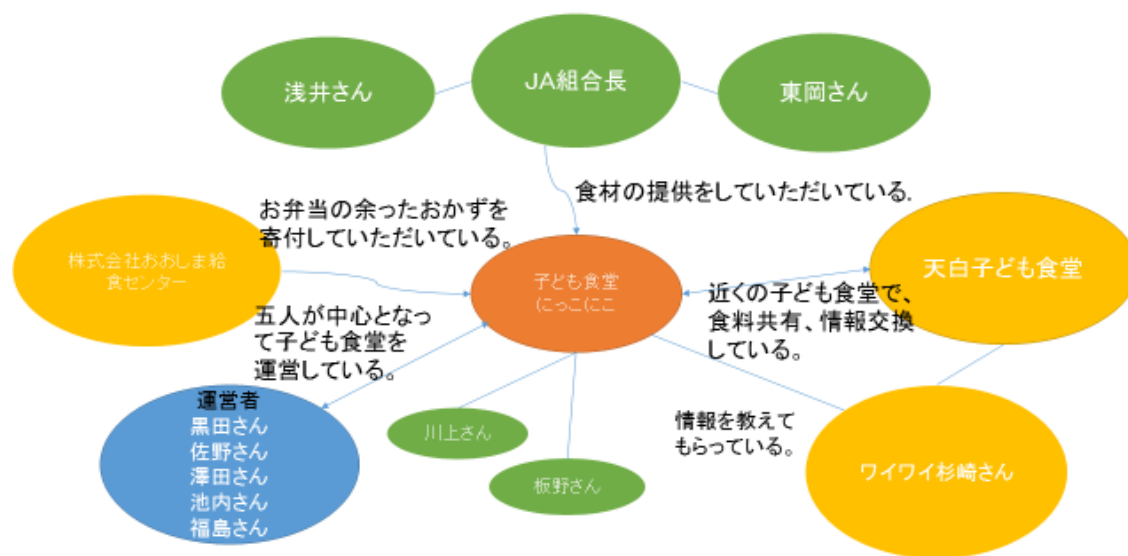 浅井さん
JA組合長
東岡さん
食材の提供をしていただいている.
お弁当の余ったおかずを
寄付していただいている。
株式会社おおしま給
食センター
子ども食堂
(にっこ(にこ
天白子ども食堂
近くの子ども食堂で、
食料共有、情報交換
している。
五人が中心となっ
て子ども食堂を
運営している。
運営者
黒田さん
佐野さん
澤田さん
池内さん
福島さん
川上さん
板野さん
情報を教えて
もらっている。
ワイワイ杉崎さん